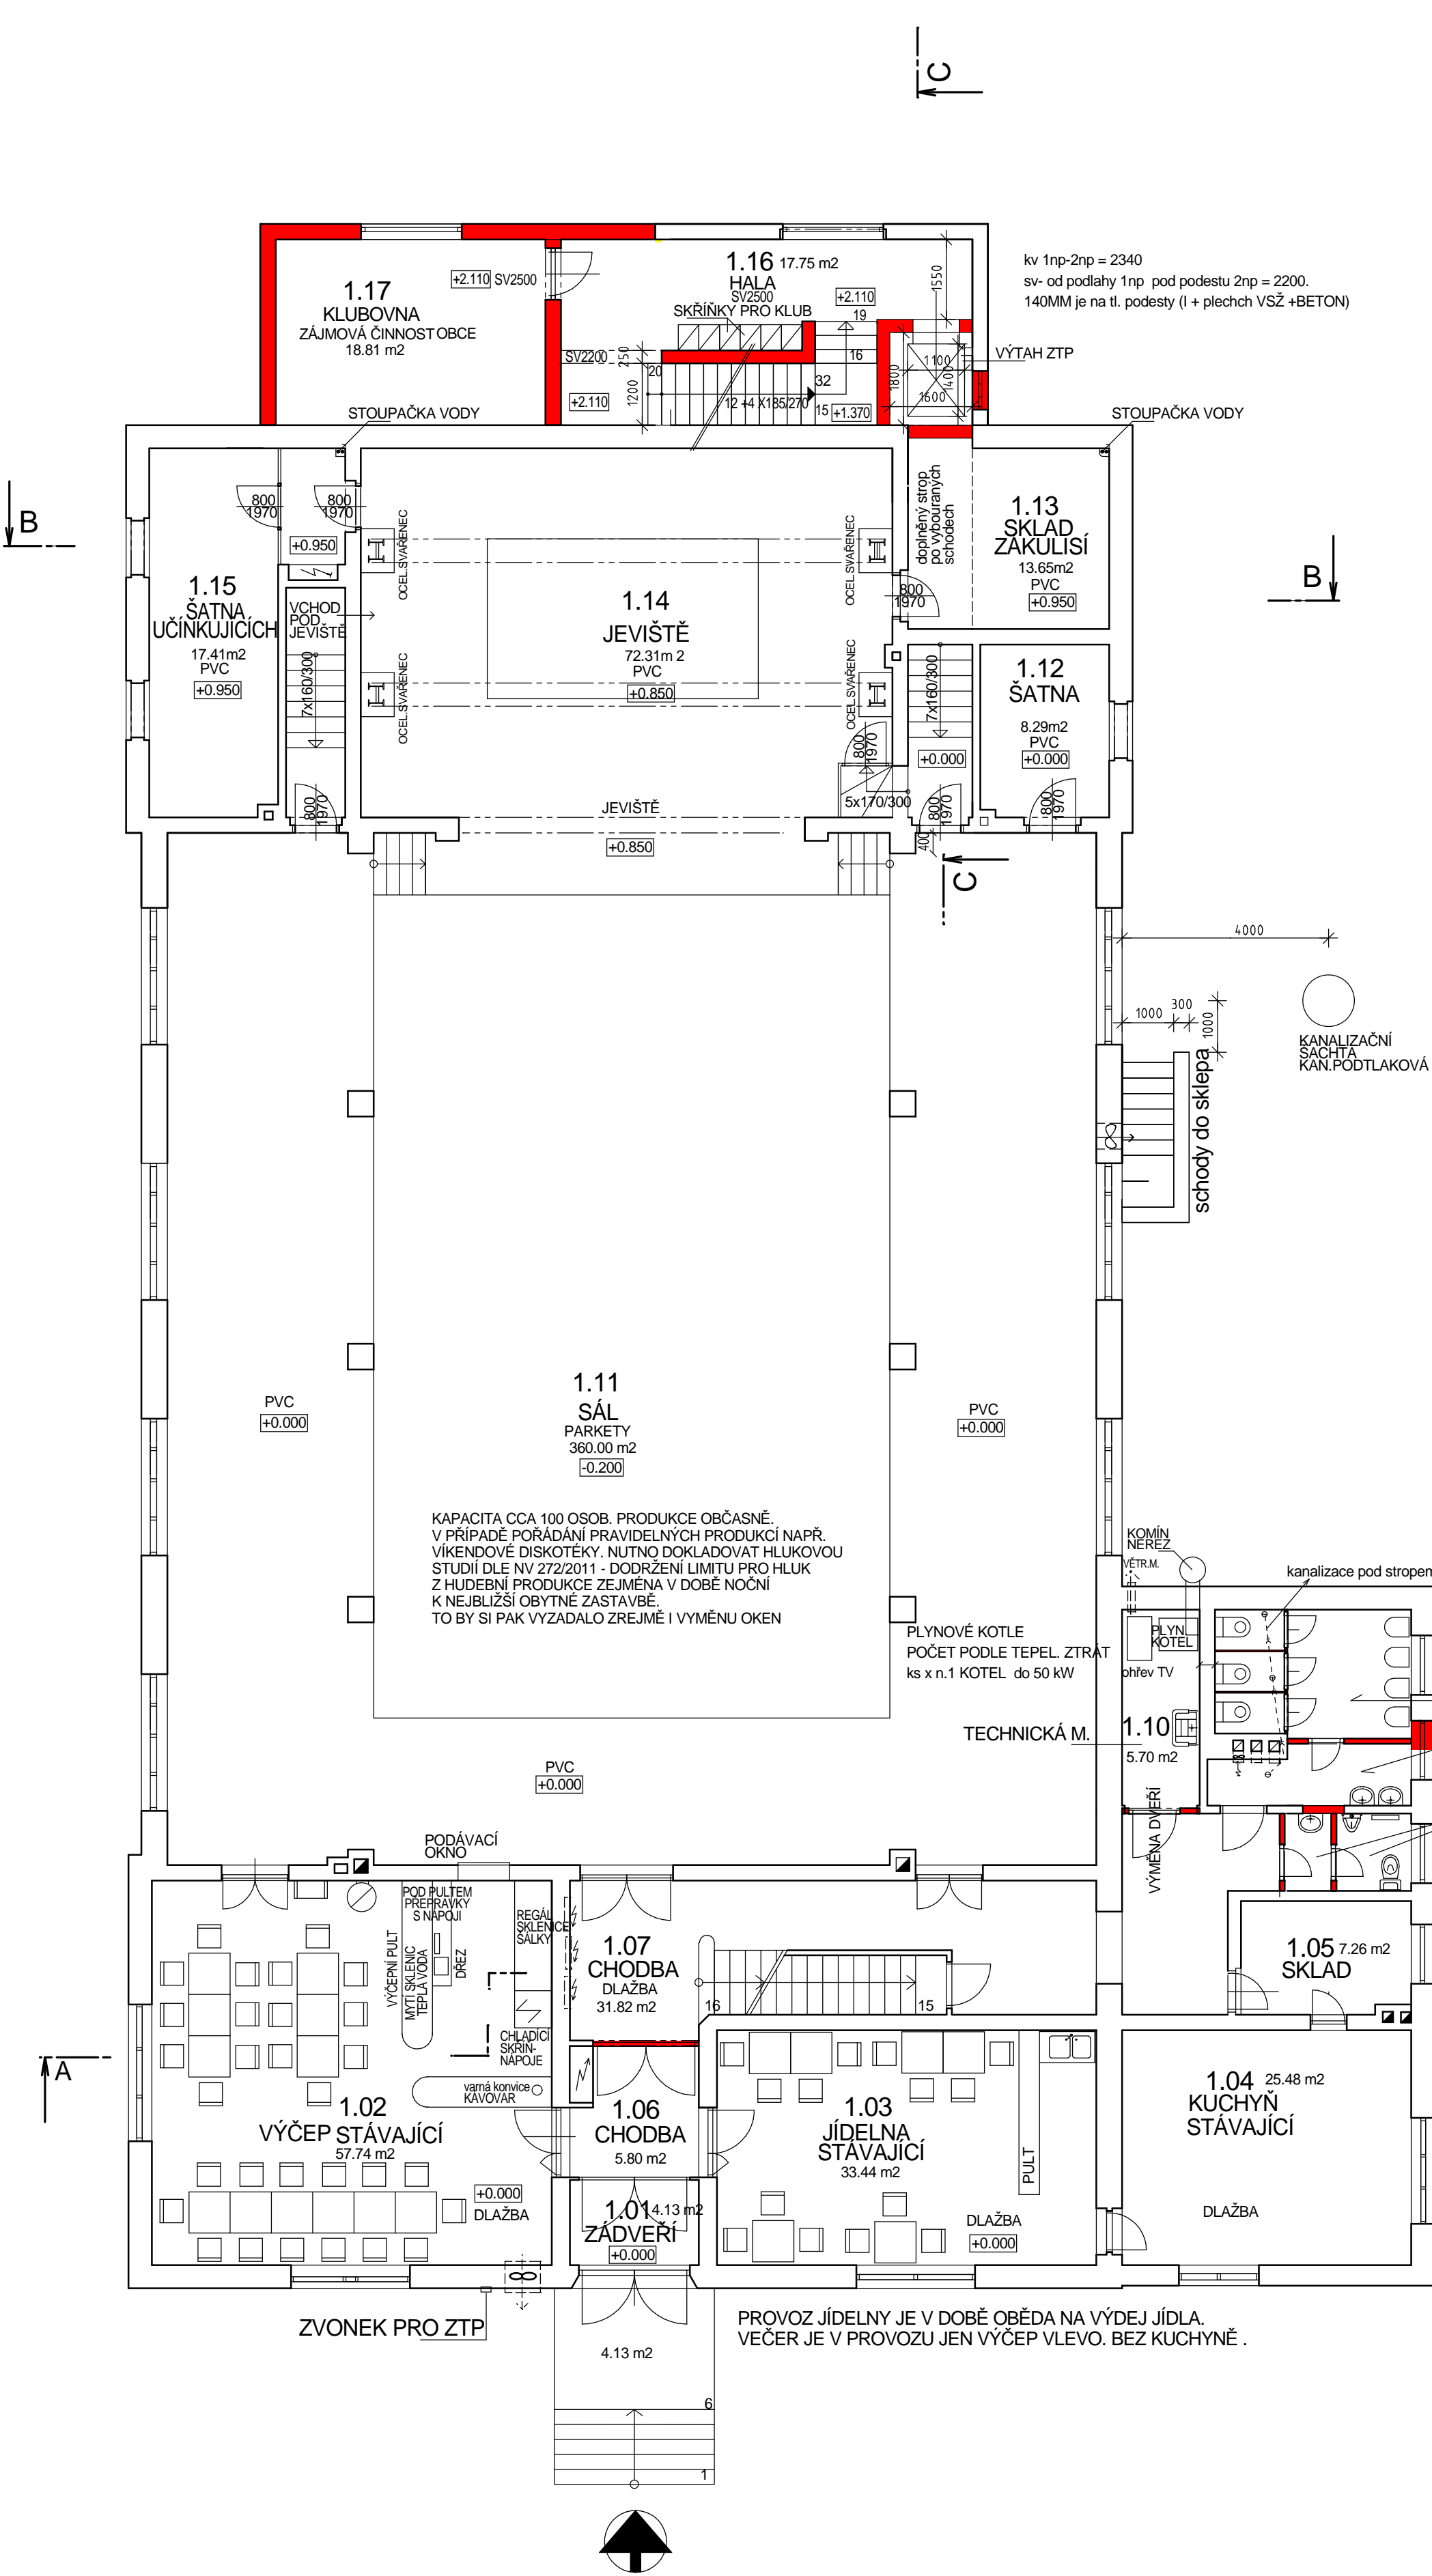 C
kv 1np-2np = 2340
sv- od podlahy 1np pod podestu 2np = 2200.
140MM je na tl. podesty (I + plechch VSŽ +BETON)
1.17
KLUBOVNA
ZÁJMOVÁ ČINNOST OBCE
18.81 m2
+2.110 SV2500
1.16 17.75 m2
HALA
SV2500
SKŘÍŇKY PRO KLUB
+2.110
1550
19
16
SV2200
250
20
1200
+2.110
12 +4 X185/270
32
15
+1.370
1800
1100
1400
1600
VÝTAH ZTP
STOUPAČKA VODY
STOUPAČKA VODY
B
B
800
1970
800
1970
+0.950
1.15
ŠATNA
UČÍNKUJÍCÍCH
17.41m2
PVC
+0.950
VCHOD
POD
JEVIŠTĚ
7x160/300
800
1970
OCEL.SVAŘENEC
OCEL.SVAŘENEC
1.14
JEVIŠTĚ
72.31m 2
PVC
+0.850
OCEL.SVAŘENEC
OCEL.SVAŘENEC
doplněný strop
po vybouraných
schodech
800
1970
1.13
SKLAD
ZÁKULISÍ
13.65m2
PVC
+0.950
1.12
ŠATNA
8.29m2
PVC
+0.000
7x160/300
+0.000
800
1970
5x170/300
800
1970
800
1970
400
JEVIŠTĚ
+0.850
C
4000
1000
300
1000
KANALIZAČNÍ
ŠACHTA
KAN.PODTLAKOVÁ
schody do sklepa
PVC
+0.000
1.11
SÁL
PARKETY
360.00 m2
-0.200
PVC
+0.000
KAPACITA CCA 100 OSOB. PRODUKCE OBČASNĚ.
V PŘÍPADĚ POŘÁDÁNÍ PRAVIDELNÝCH PRODUKCÍ NAPŘ.
VÍKENDOVÉ DISKOTÉKY. NUTNO DOKLADOVAT HLUKOVOU
STUDIÍ DLE NV 272/2011 - DODRŽENÍ LIMITU PRO HLUK
Z HUDEBNÍ PRODUKCE ZEJMÉNA V DOBĚ NOČNÍ
K NEJBLIŽŠÍ OBYTNÉ ZASTAVBĚ.
TO BY SI PAK VYZADALO ZREJMĚ I VYMĚNU OKEN
KOMÍN
NEREZ
VĚTR.M.
kanalizace pod stropem
PLYNOVÉ KOTLE
POČET PODLE TEPEL. ZTRÁT
ks x n.1 KOTEL do 50 kW
PLYN.
KOTEL
ohřev TV
TECHNICKÁ M.
1.10
5.70 m2
VÝMĚNA DVEŘÍ
PVC
+0.000
PODÁVACÍ
OKNO
POD PULTEM
PŘEPRAVKY
S NÁPOJI
VÝČEPNÍ PULT
MYTÍ SKLENIC
TEPLÁ VODA
DŘEZ
REGÁL
SKLENICE
ŠÁLKY
CHLADÍCÍ
SKŘÍŇ-
NÁPOJE
varná konvice
KÁVOVAR
1.07
CHODBA
DLAŽBA
31.82 m2
16
15
1.05 7.26 m2
SKLAD
A
1.02
VÝČEP STÁVAJÍCÍ
57.74 m2
+0.000
DLAŽBA
1.06
CHODBA
5.80 m2
1.03
JÍDELNA
STÁVAJÍCÍ
33.44 m2
PULT
DLAŽBA
+0.000
1.04 25.48 m2
KUCHYŇ
STÁVAJÍCÍ
DLAŽBA
1.01 4.13 m2
ZÁDVEŘÍ
+0.000
ZVONEK PRO ZTP
PROVOZ JÍDELNY JE V DOBĚ OBĚDA NA VÝDEJ JÍDLA.
VEČER JE V PROVOZU JEN VÝČEP VLEVO. BEZ KUCHYNĚ .
4.13 m2
6
1